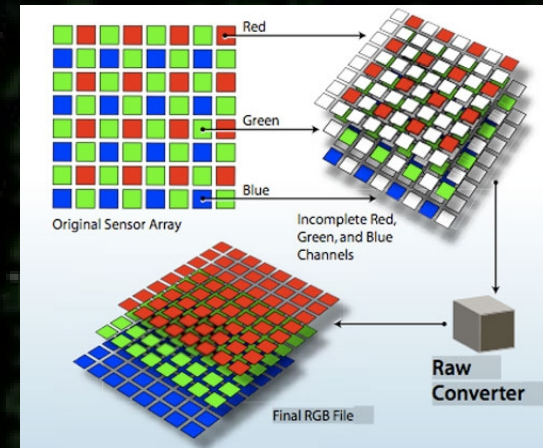 Red
Green
Blue
Original Sensor Array
Incomplete Red,
Green, and Blue
Channels
Raw
Converter
Final RGB File